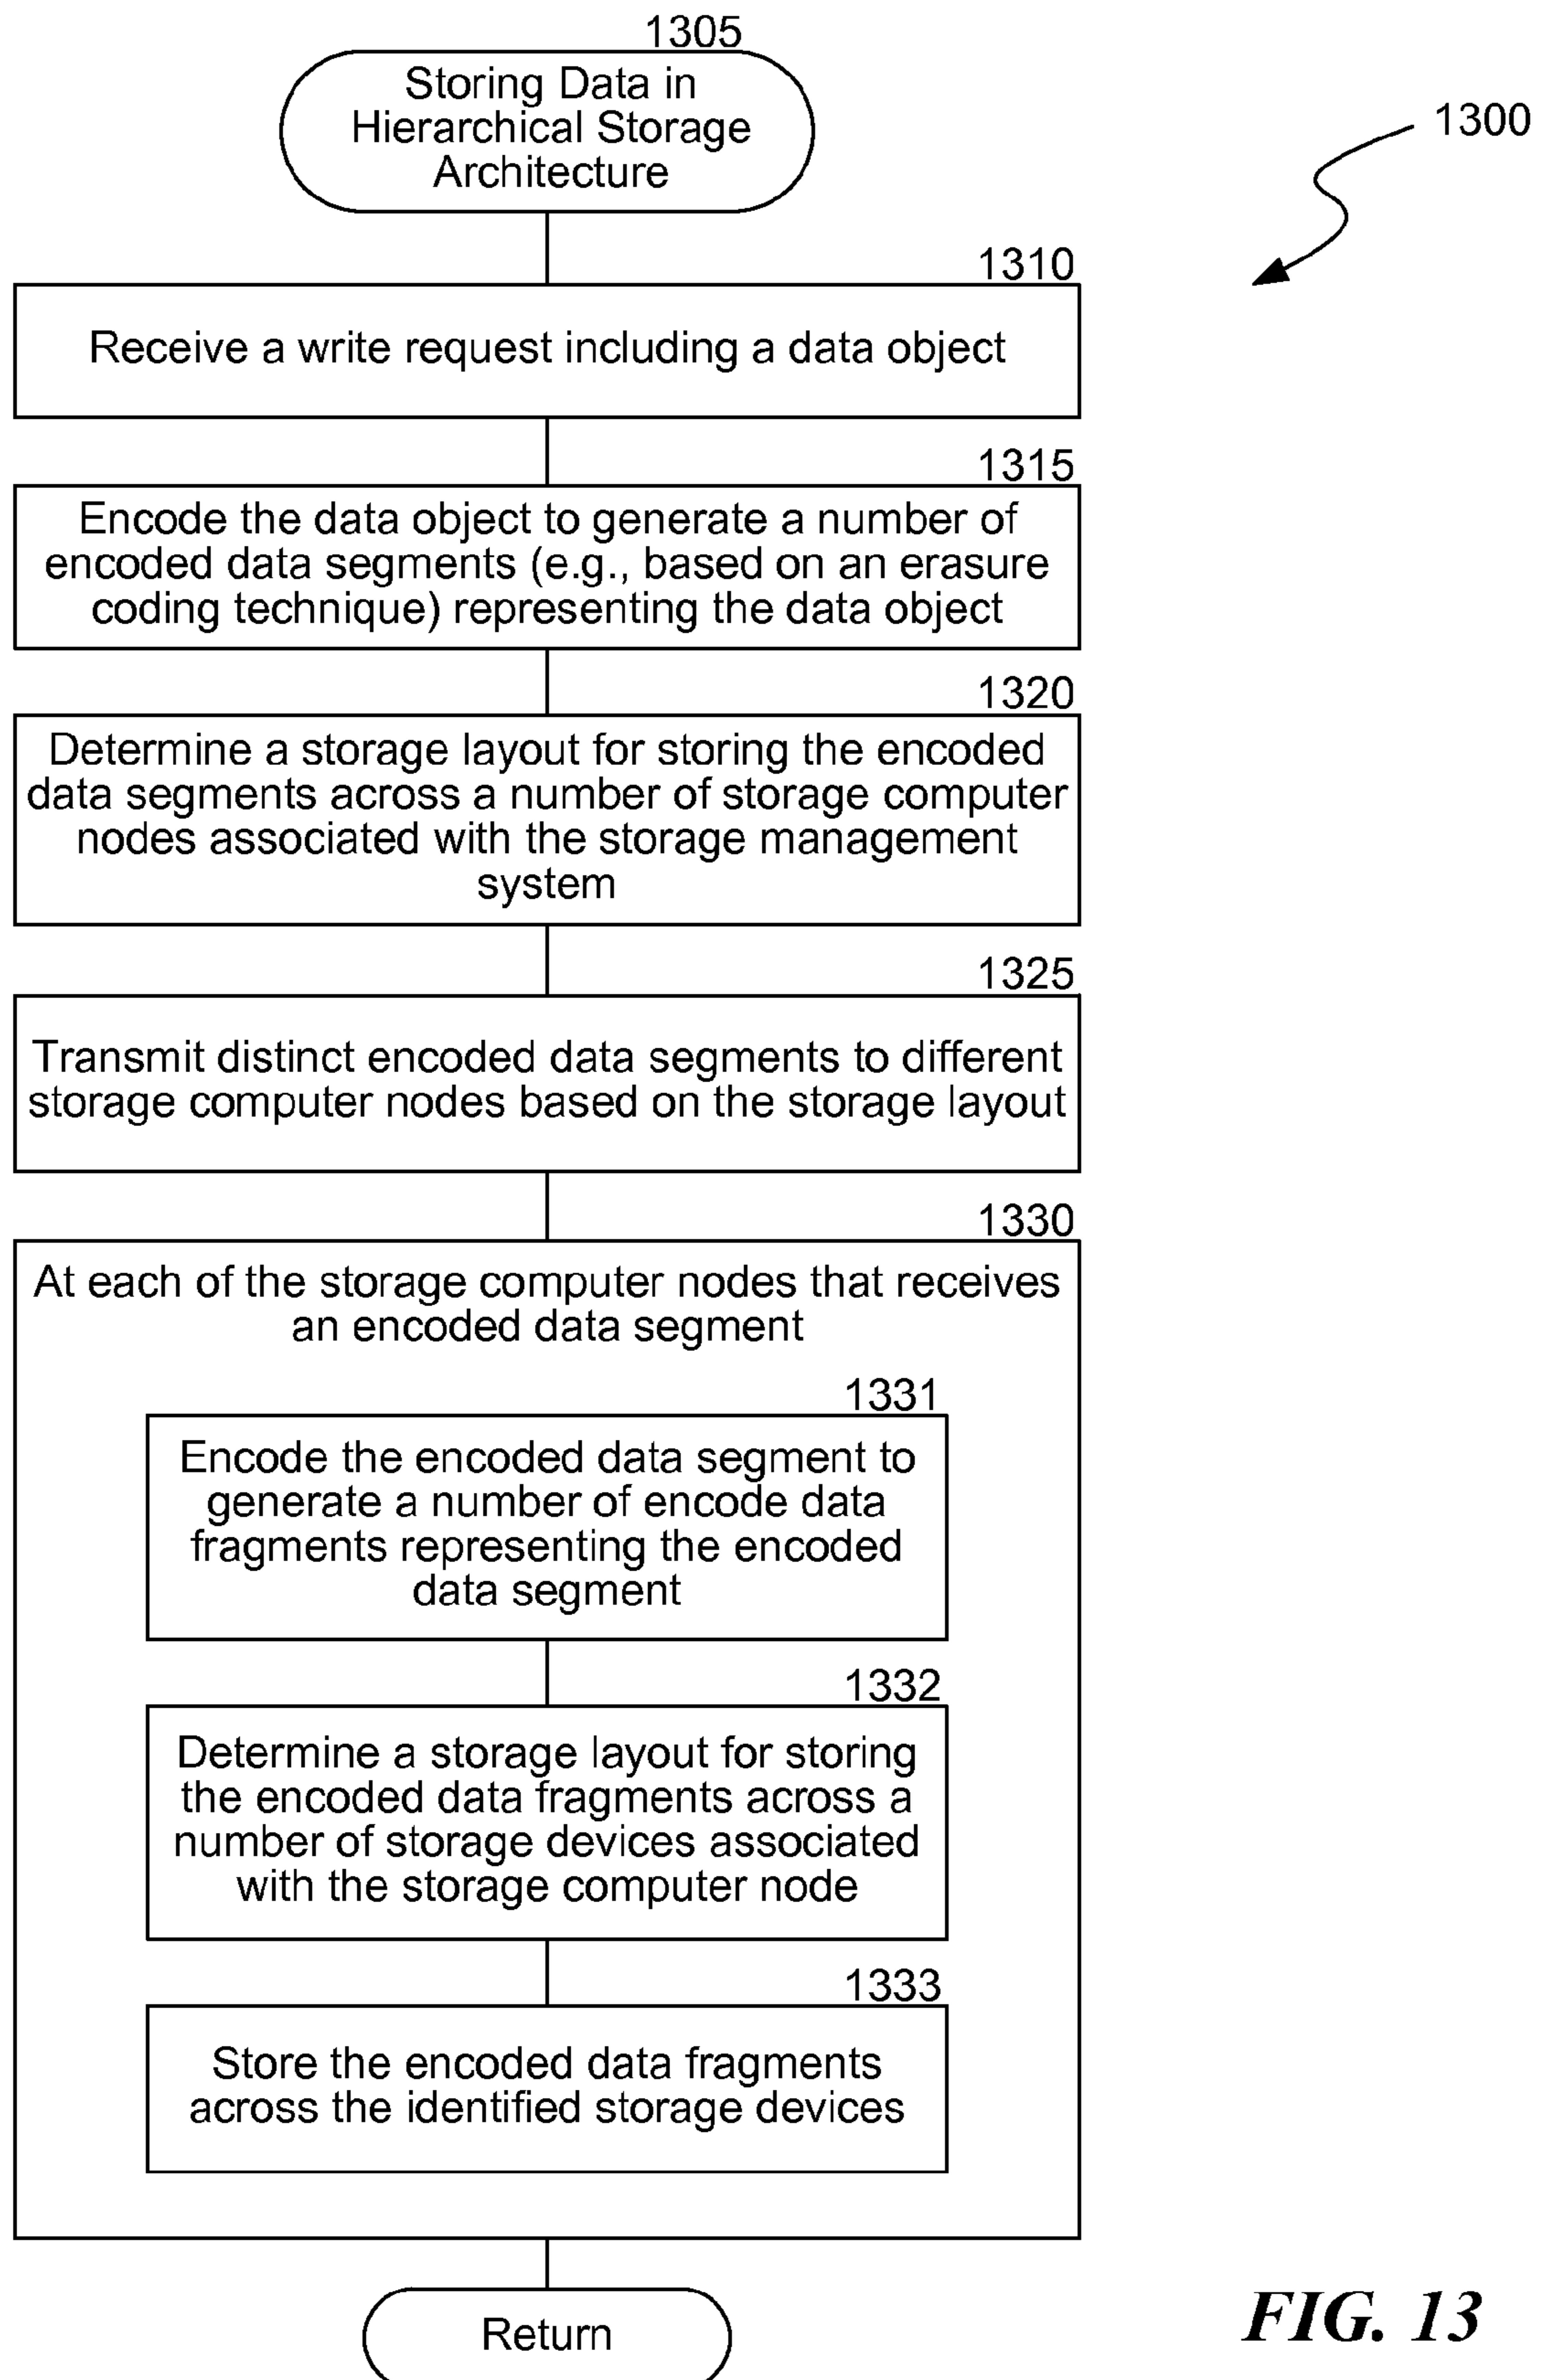 1305
Storing Data in
Hierarchical Storage
Architecture
1300
1310
Receive a write request including a data object
1315
Encode the data object to generate a number of
encoded data segments (e.g., based on an erasure
coding technique) representing the data object
1320
Determine a storage layout for storing the encoded
data segments across a number of storage computer
nodes associated with the storage management
system
1325
Transmit distinct encoded data segments to different
storage computer nodes based on the storage layout
1330
At each of the storage computer nodes that receives
an encoded data segment
1331
Encode the encoded data segment to
generate a number of encode data
fragments representing the encoded
data segment
1332
Determine a storage layout for storing
the encoded data fragments across a
number of storage devices associated
with the storage computer node
1333
Store the encoded data fragments
across the identified storage devices
Return
FIG. 13